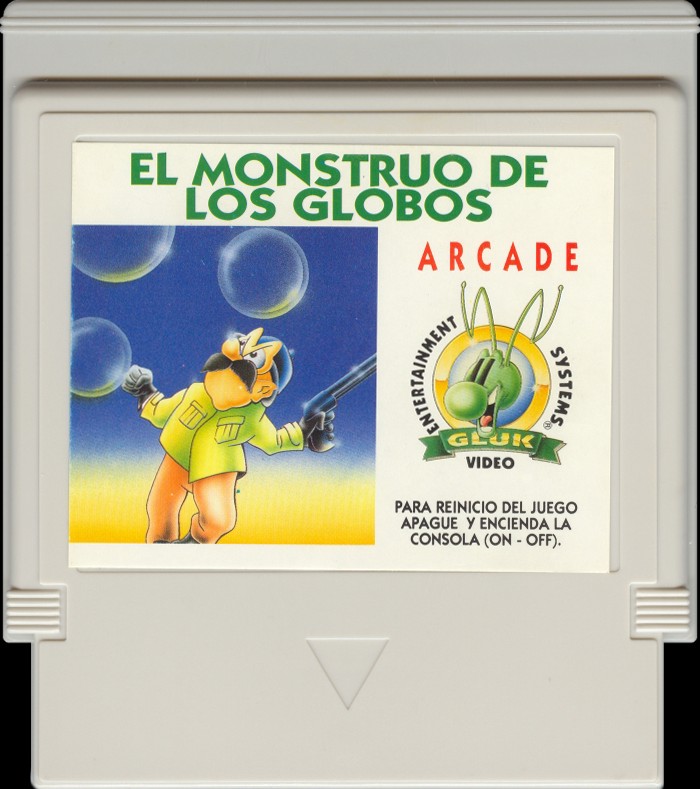 EL MONSTRUO DE
LOS GLOBOS
ARCADE
ENTERTAINMENT
SYSTEMS
®
GLUK
VIDEO
PARA REINICIO DEL JUEGO
APAGUE Y ENCIENDA LA
CONSOLA (ON - OFF).